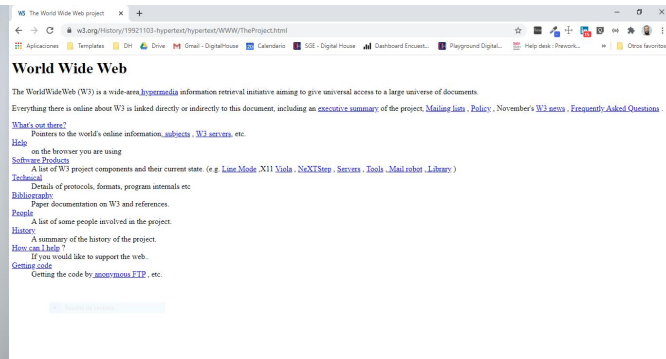 W3 The World Wide Web project
w3.org/History/19921103-hypertext/hypertext/WWW/TheProject.html
Aplicaciones Templates DH Drive Gmail - DigitalHouse Calendario SGE - Digital House Dashboard Encuest... Playground Digital... Help desk : Prework... » Otros favoritos
World Wide Web
The WorldWideWeb (W3) is a wide-area hypermedia information retrieval initiative aiming to give universal access to a large universe of documents.
Everything there is online about W3 is linked directly or indirectly to this document, including an executive summary of the project, Mailing lists , Policy , November's W3 news , Frequently Asked Questions .
What's out there?
Pointers to the world's online information, subjects , W3 servers, etc.
Help
on the browser you are using
Software Products
A list of W3 project components and their current state. (e.g. Line Mode ,X11 Viola , NeXTStep , Servers , Tools , Mail robot , Library )
Technical
Details of protocols, formats, program internals etc
Bibliography
Paper documentation on W3 and references.
People
A list of some people involved in the project.
History
A summary of the history of the project.
How can I help ?
If you would like to support the web..
Getting code
Getting the code by anonymous FTP , etc.